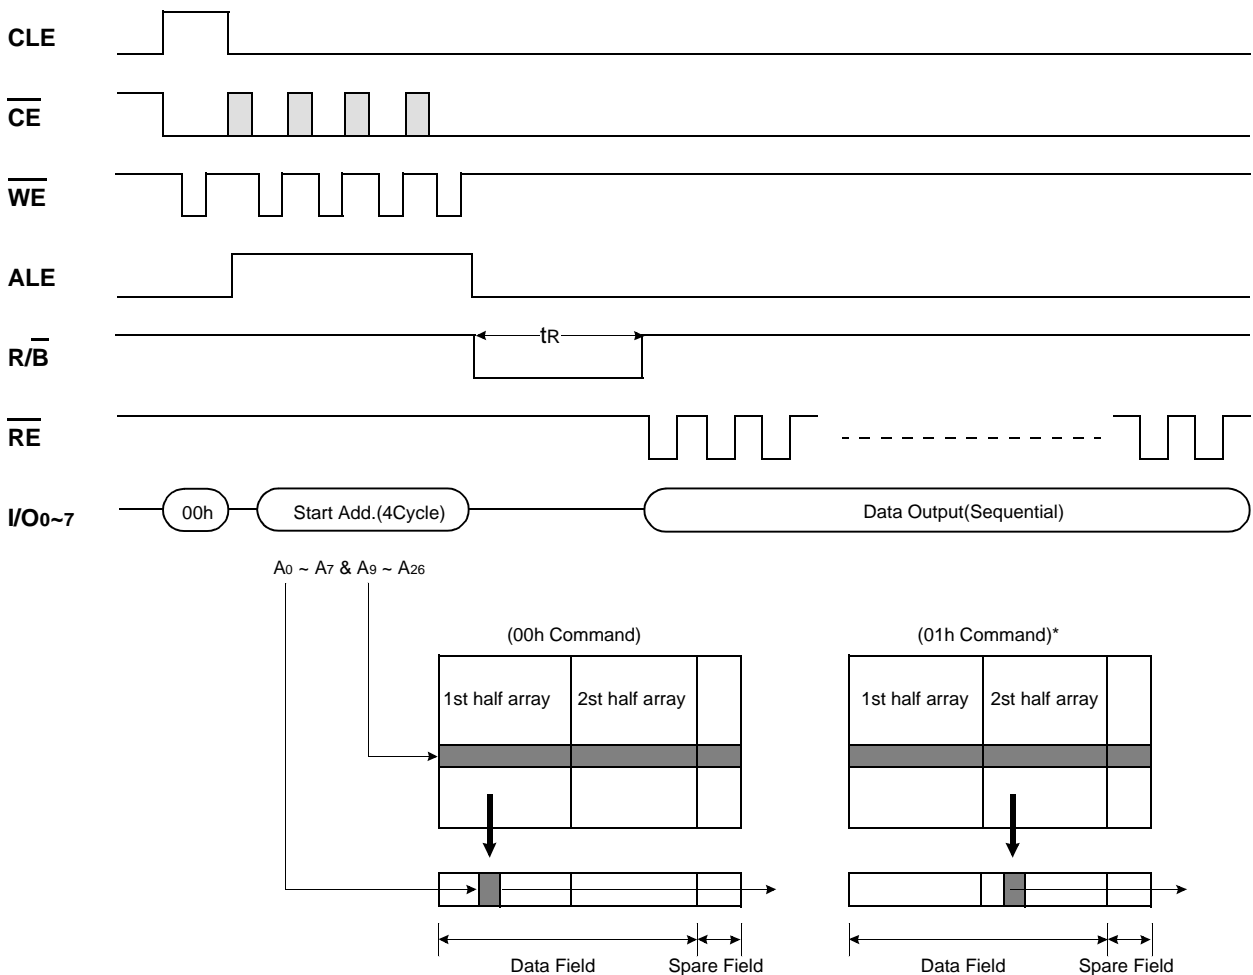 CLE
CE
WE
ALE
R/B
tR
RE
I/O0~7
00h
Start Add.(4Cycle)
Data Output(Sequential)
A0 ~ A7 & A9 ~ A26
(00h Command)
(01h Command)*
1st half array
2st half array
1st half array
2st half array
Data Field
Spare Field
Data Field
Spare Field